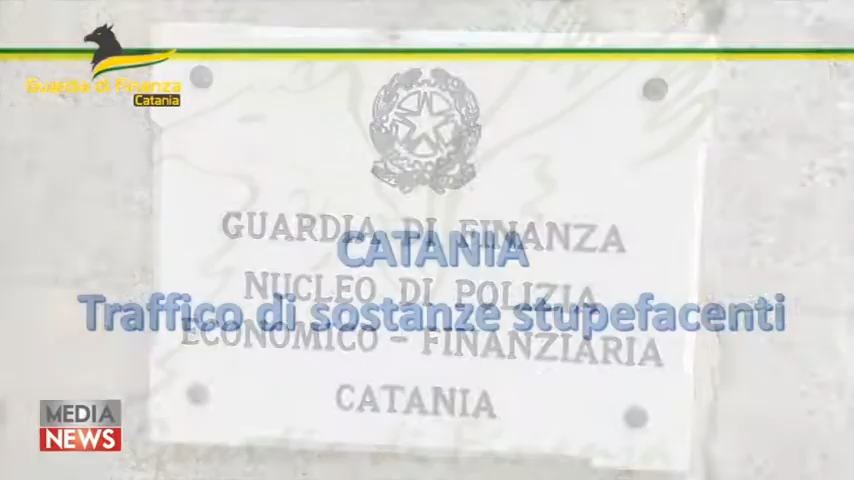 Guardia di Finanza
Catania
GUARDIA DI FINANZA
CATANIA
NUCLEO DI POLIZIA
Traffico di sostanze stupefacenti
ECONOMICO - FINANZIARIA
CATANIA
MEDIA
NEWS